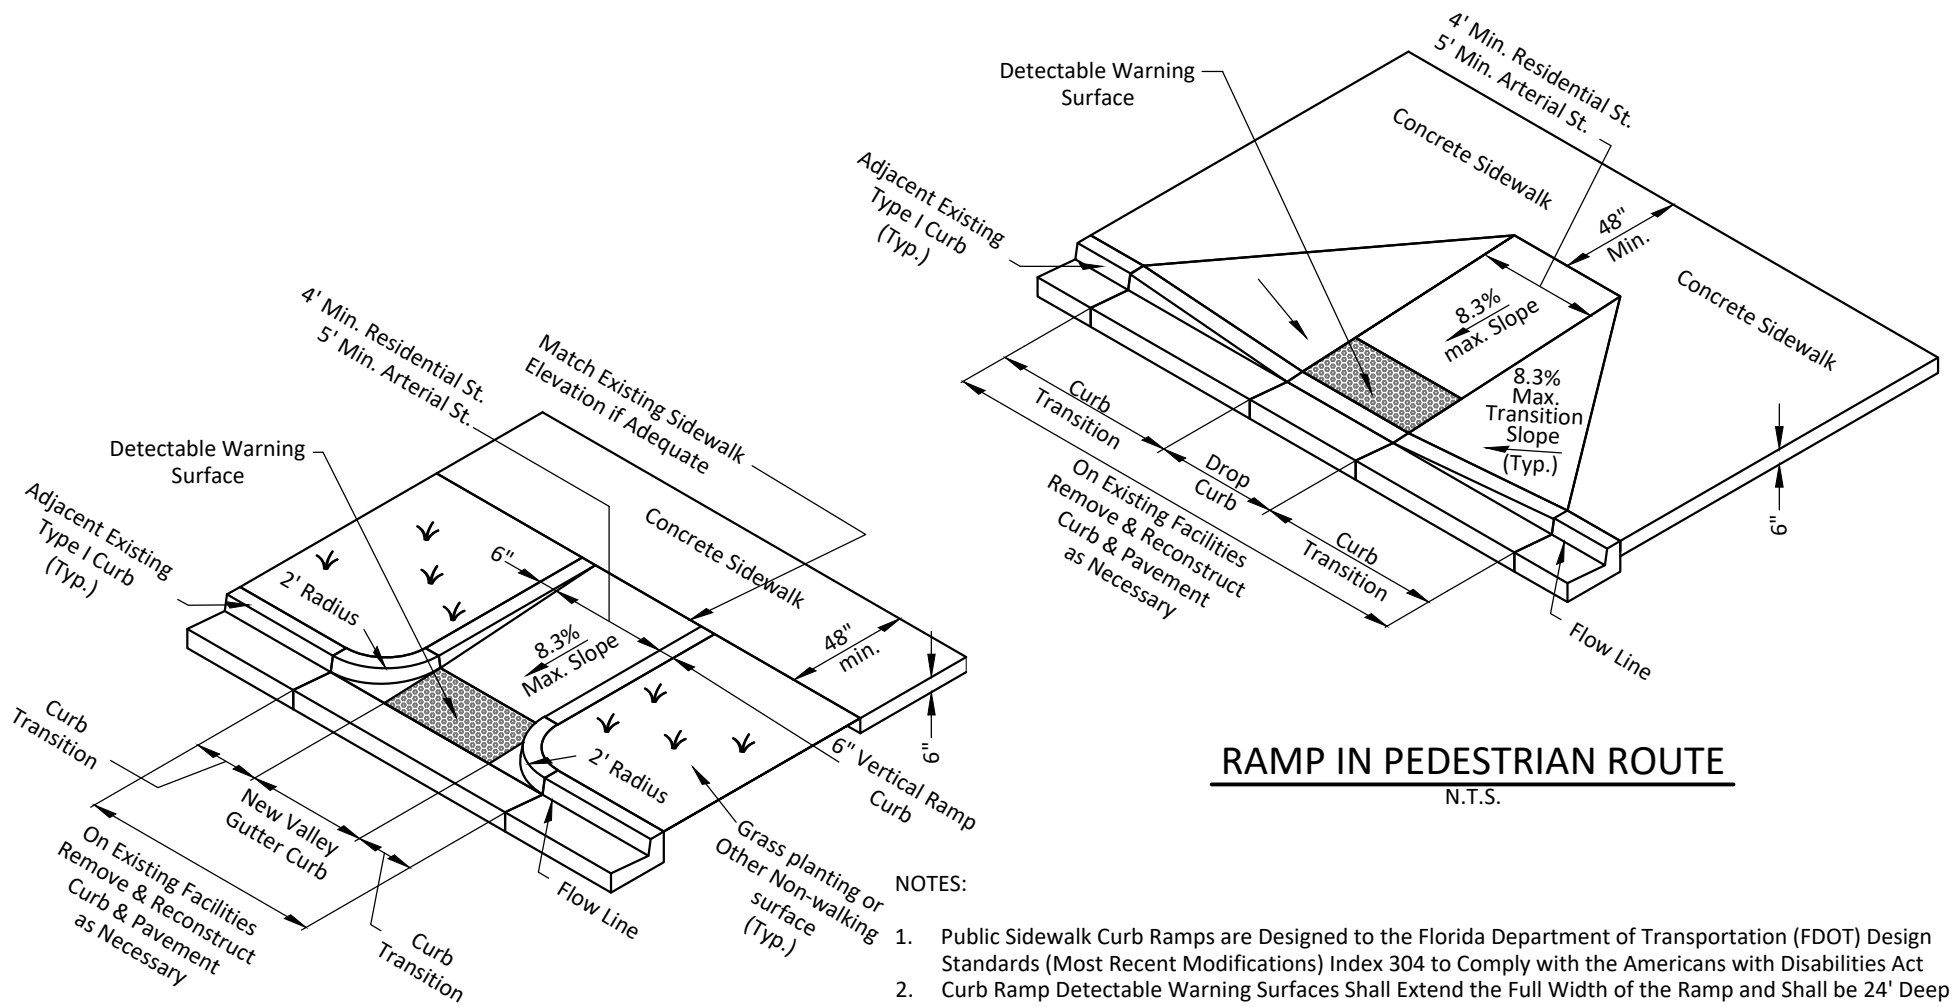 4' Min. Residential St.
5' Min. Arterial St.
Detectable Warning
Surface
Concrete Sidewalk
Adjacent Existing
Type I Curb
(Typ.)
48"
Min.
Concrete Sidewalk
8.3%
max. Slope
8.3%
Max.
Transition
Slope
(Typ.)
Curb
Transition
Drop
Curb
Curb
Transition
On Existing Facilities
Remove & Reconstruct
Curb & Pavement
as Necessary
6"
Flow Line
RAMP IN PEDESTRIAN ROUTE
N.T.S.
4' Min. Residential St.
5' Min. Arterial St.
Match Existing Sidewalk
Elevation if Adequate
Detectable Warning
Surface
Adjacent Existing
Type I Curb
(Typ.)
Concrete Sidewalk
6"
2' Radius
8.3%
Max. Slope
48"
min.
6"
Curb
Transition
New Valley
Gutter Curb
2' Radius
6" Vertical Ramp
Curb
On Existing Facilities
Remove & Reconstruct
Curb & Pavement
as Necessary
Curb
Transition
Flow Line
Grass planting or
Other Non-walking
surface
(Typ.)
NOTES:
1. Public Sidewalk Curb Ramps are Designed to the Florida Department of Transportation (FDOT) Design
Standards (Most Recent Modifications) Index 304 to Comply with the Americans with Disabilities Act
2. Curb Ramp Detectable Warning Surfaces Shall Extend the Full Width of the Ramp and Shall be 24' Deep